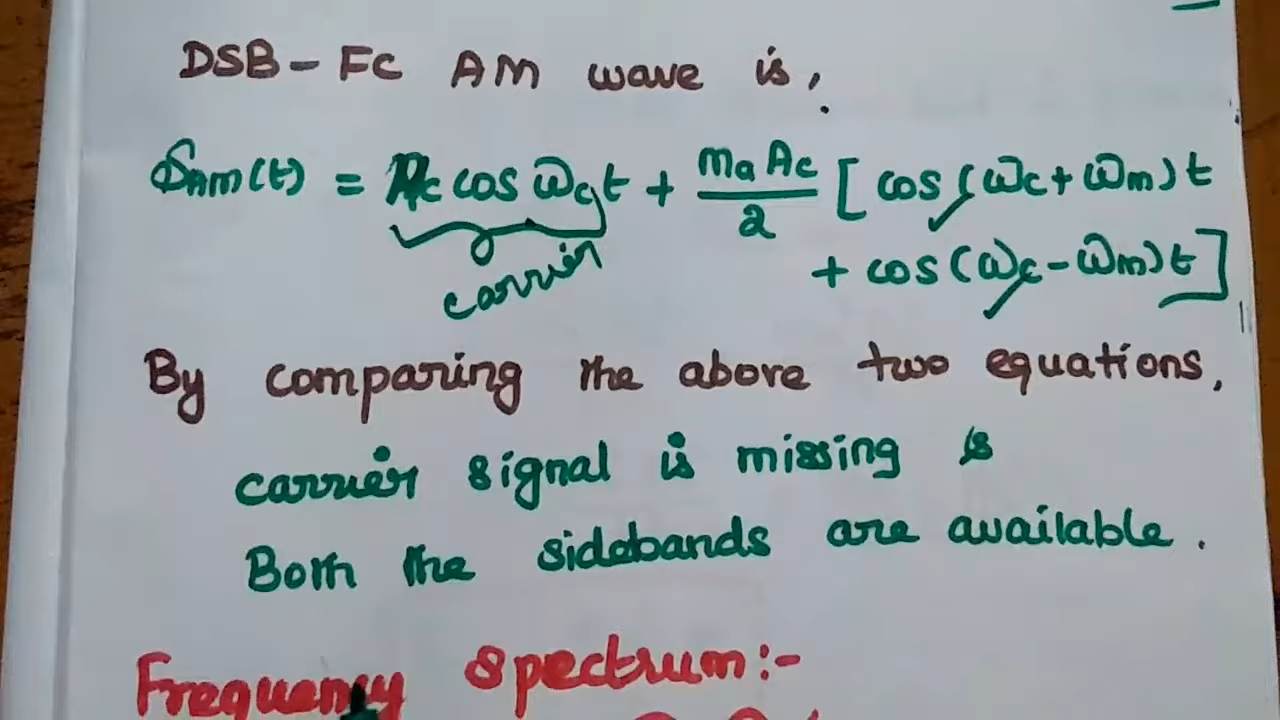 DSB-FC AM wave is,
SAM(t) = Ac cos ωct + maAc/2 [cos(ωc+ωm)t
carrier
+ cos(ωc-ωm)t]
By comparing the above two equations,
carrier signal is missing &
Both the sidebands are available.
Frequency spectrum:-